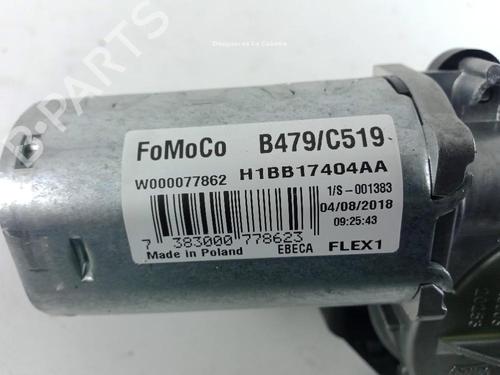 FoMoCo B479/C519
W000077862 H1BB17404AA
1/S-001383
04/08/2018
09:25:43
7 383000 778623
Made in Poland EBECA FLEX1
B-PARTS